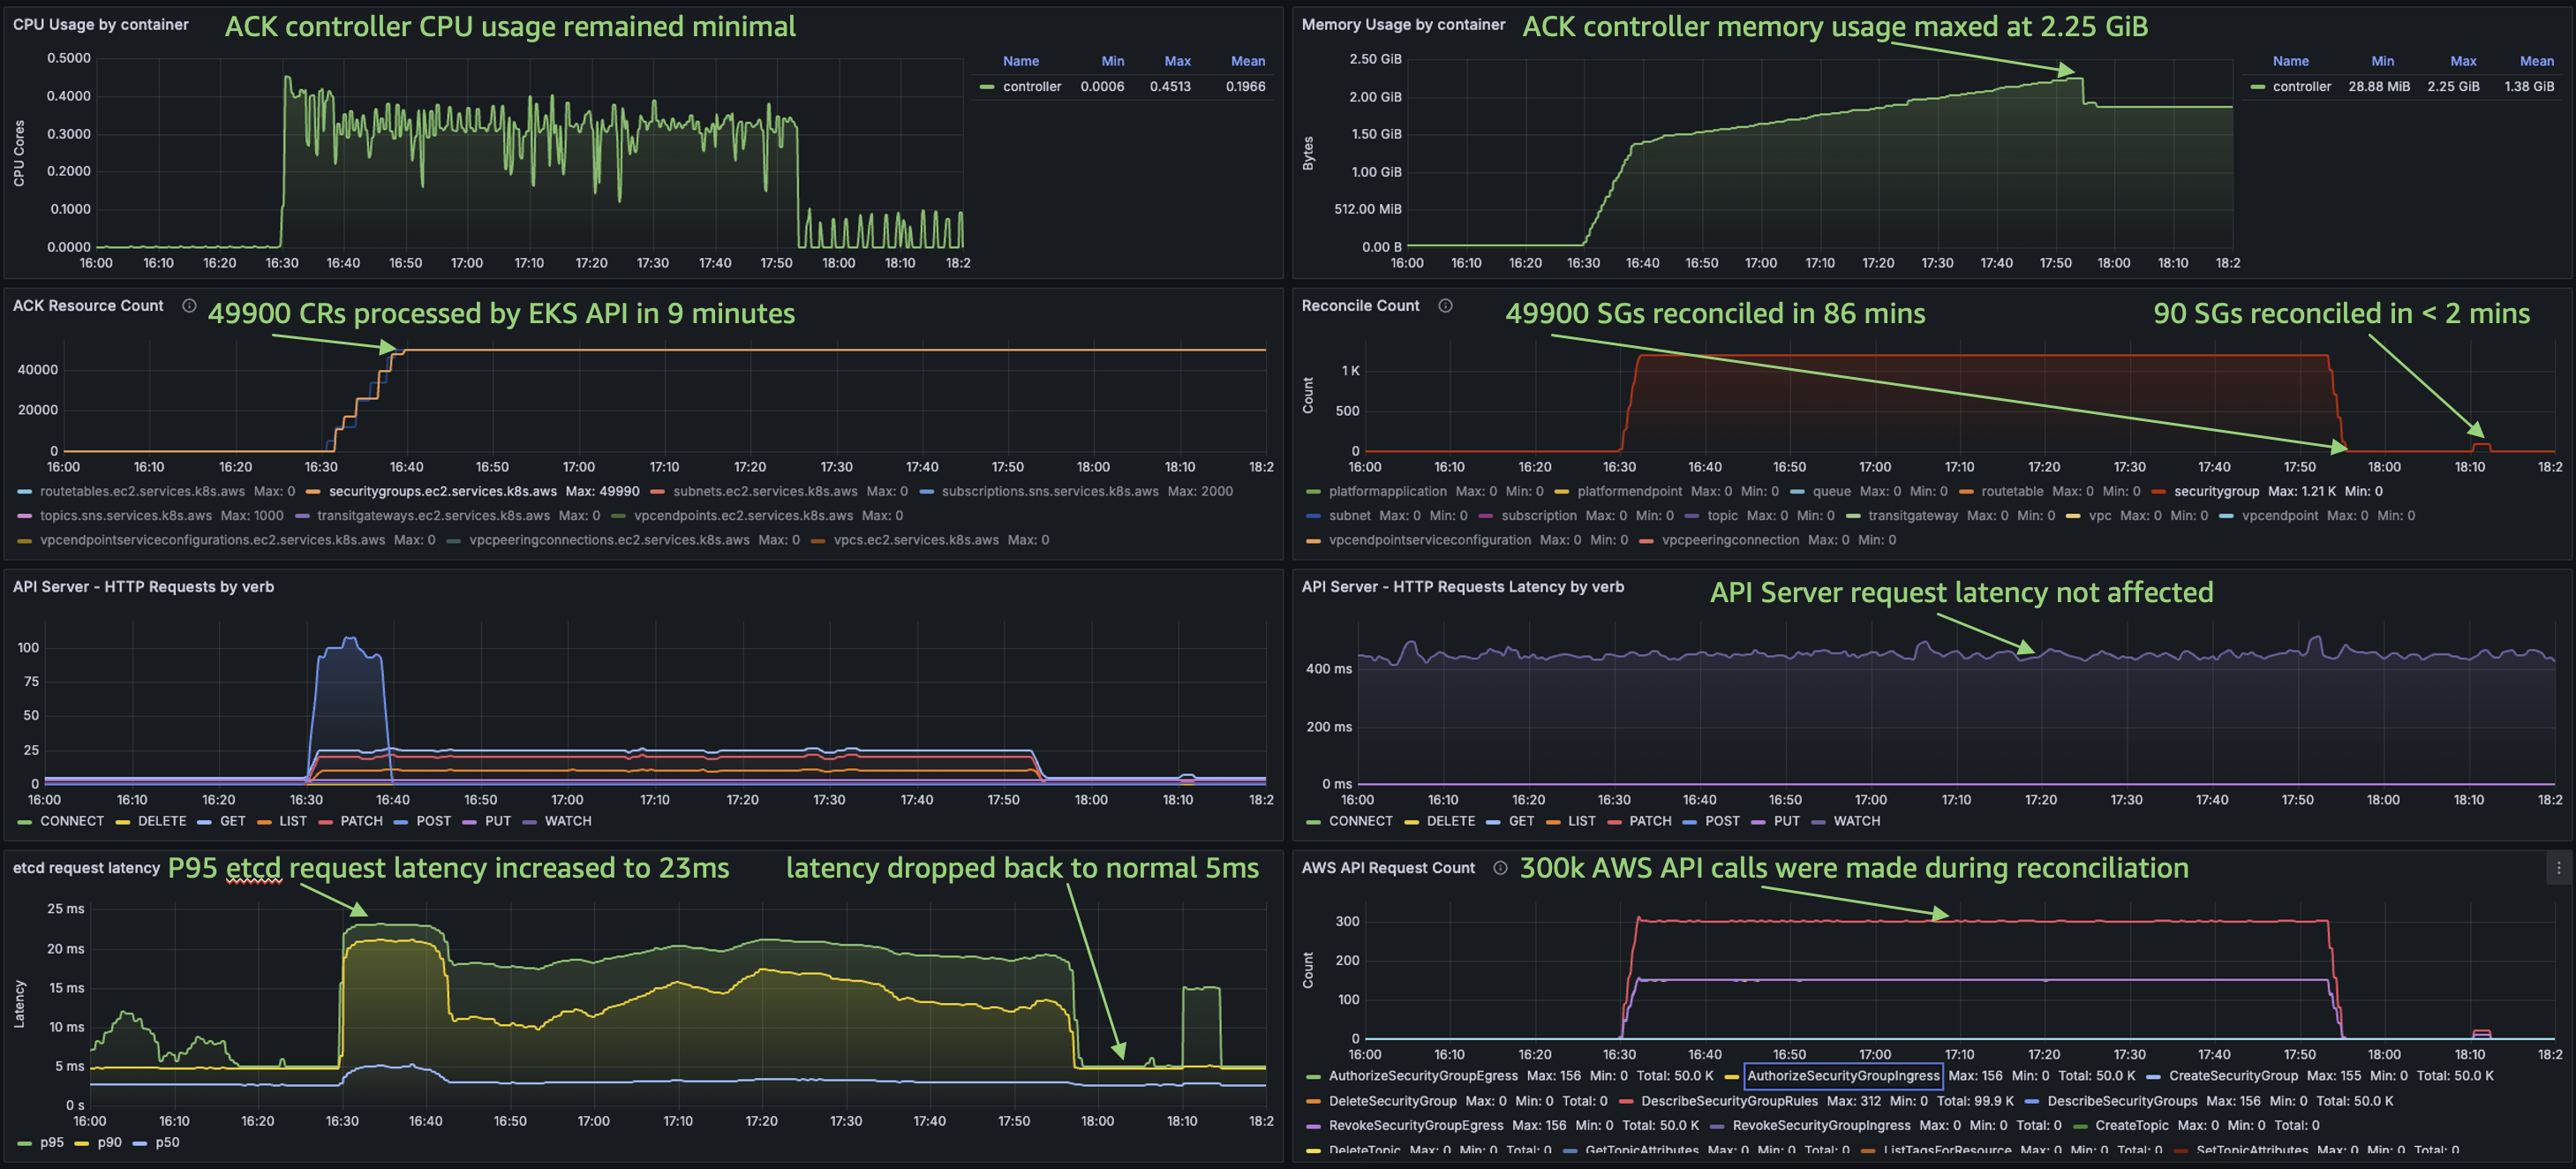 CPU Usage by container
ACK controller CPU usage remained minimal
Name Min Max Mean
controller 0.0006 0.4513 0.1966
CPU Cores
0.5000
0.4000
0.3000
0.2000
0.1000
0.0000
16:00 16:10 16:20 16:30 16:40 16:50 17:00 17:10 17:20 17:30 17:40 17:50 18:00 18:10 18:2
Memory Usage by container
ACK controller memory usage maxed at 2.25 GiB
Name Min Max Mean
controller 28.88 MiB 2.25 GiB 1.38 GiB
Bytes
2.50 GiB
2.00 GiB
1.50 GiB
1.00 GiB
512.00 MiB
0.00 B
16:00 16:10 16:20 16:30 16:40 16:50 17:00 17:10 17:20 17:30 17:40 17:50 18:00 18:10 18:2
ACK Resource Count
49900 CRs processed by EKS API in 9 minutes
40000
20000
0
16:00 16:10 16:20 16:30 16:40 16:50 17:00 17:10 17:20 17:30 17:40 17:50 18:00 18:10 18:2
routetables.ec2.services.k8s.aws Max: 0 securitygroups.ec2.services.k8s.aws Max: 49990 subnets.ec2.services.k8s.aws Max: 0 subscriptions.sns.services.k8s.aws Max: 2000
topics.sns.services.k8s.aws Max: 1000 transitgateways.ec2.services.k8s.aws Max: 0 vpcendpoints.ec2.services.k8s.aws Max: 0
vpcendpointserviceconfigurations.ec2.services.k8s.aws Max: 0 vpcpeeringconnections.ec2.services.k8s.aws Max: 0 vpcs.ec2.services.k8s.aws Max: 0
Reconcile Count
49900 SGs reconciled in 86 mins
90 SGs reconciled in < 2 mins
Count
1 K
500
0
16:00 16:10 16:20 16:30 16:40 16:50 17:00 17:10 17:20 17:30 17:40 17:50 18:00 18:10 18:2
platformapplication Max: 0 Min: 0 platformendpoint Max: 0 Min: 0 queue Max: 0 Min: 0 routetable Max: 0 Min: 0 securitygroup Max: 1.21 K Min: 0
subnet Max: 0 Min: 0 subscription Max: 0 Min: 0 topic Max: 0 Min: 0 transitgateway Max: 0 Min: 0 vpc Max: 0 Min: 0 vpcendpoint Max: 0 Min: 0
vpcendpointserviceconfiguration Max: 0 Min: 0 vpcpeeringconnection Max: 0 Min: 0
API Server - HTTP Requests by verb
100
75
50
25
0
16:00 16:10 16:20 16:30 16:40 16:50 17:00 17:10 17:20 17:30 17:40 17:50 18:00 18:10 18:2
CONNECT DELETE GET LIST PATCH POST PUT WATCH
API Server - HTTP Requests Latency by verb
API Server request latency not affected
400 ms
200 ms
0 ms
16:00 16:10 16:20 16:30 16:40 16:50 17:00 17:10 17:20 17:30 17:40 17:50 18:00 18:10 18:2
CONNECT DELETE GET LIST PATCH POST PUT WATCH
etcd request latency
P95 etcd request latency increased to 23ms
latency dropped back to normal 5ms
Latency
25 ms
20 ms
15 ms
10 ms
5 ms
0 s
16:00 16:10 16:20 16:30 16:40 16:50 17:00 17:10 17:20 17:30 17:40 17:50 18:00 18:10 18:2
p95 p90 p50
AWS API Request Count
300k AWS API calls were made during reconciliation
Count
300
200
100
0
16:00 16:10 16:20 16:30 16:40 16:50 17:00 17:10 17:20 17:30 17:40 17:50 18:00 18:10 18:2
AuthorizeSecurityGroupEgress Max: 156 Min: 0 Total: 50.0 K AuthorizeSecurityGroupIngress Max: 156 Min: 0 Total: 50.0 K CreateSecurityGroup Max: 155 Min: 0 Total: 50.0 K
DeleteSecurityGroup Max: 0 Min: 0 Total: 0 DescribeSecurityGroupRules Max: 312 Min: 0 Total: 99.9 K DescribeSecurityGroups Max: 156 Min: 0 Total: 50.0 K
RevokeSecurityGroupEgress Max: 156 Min: 0 Total: 50.0 K RevokeSecurityGroupIngress Max: 0 Min: 0 Total: 0 CreateTopic Max: 0 Min: 0 Total: 0
DeleteTopic Max: 0 Min: 0 Total: 0 GetTopicAttributes Max: 0 Min: 0 Total: 0 ListTagsForResource Max: 0 Min: 0 Total: 0 SetTopicAttributes Max: 0 Min: 0 Total: 0